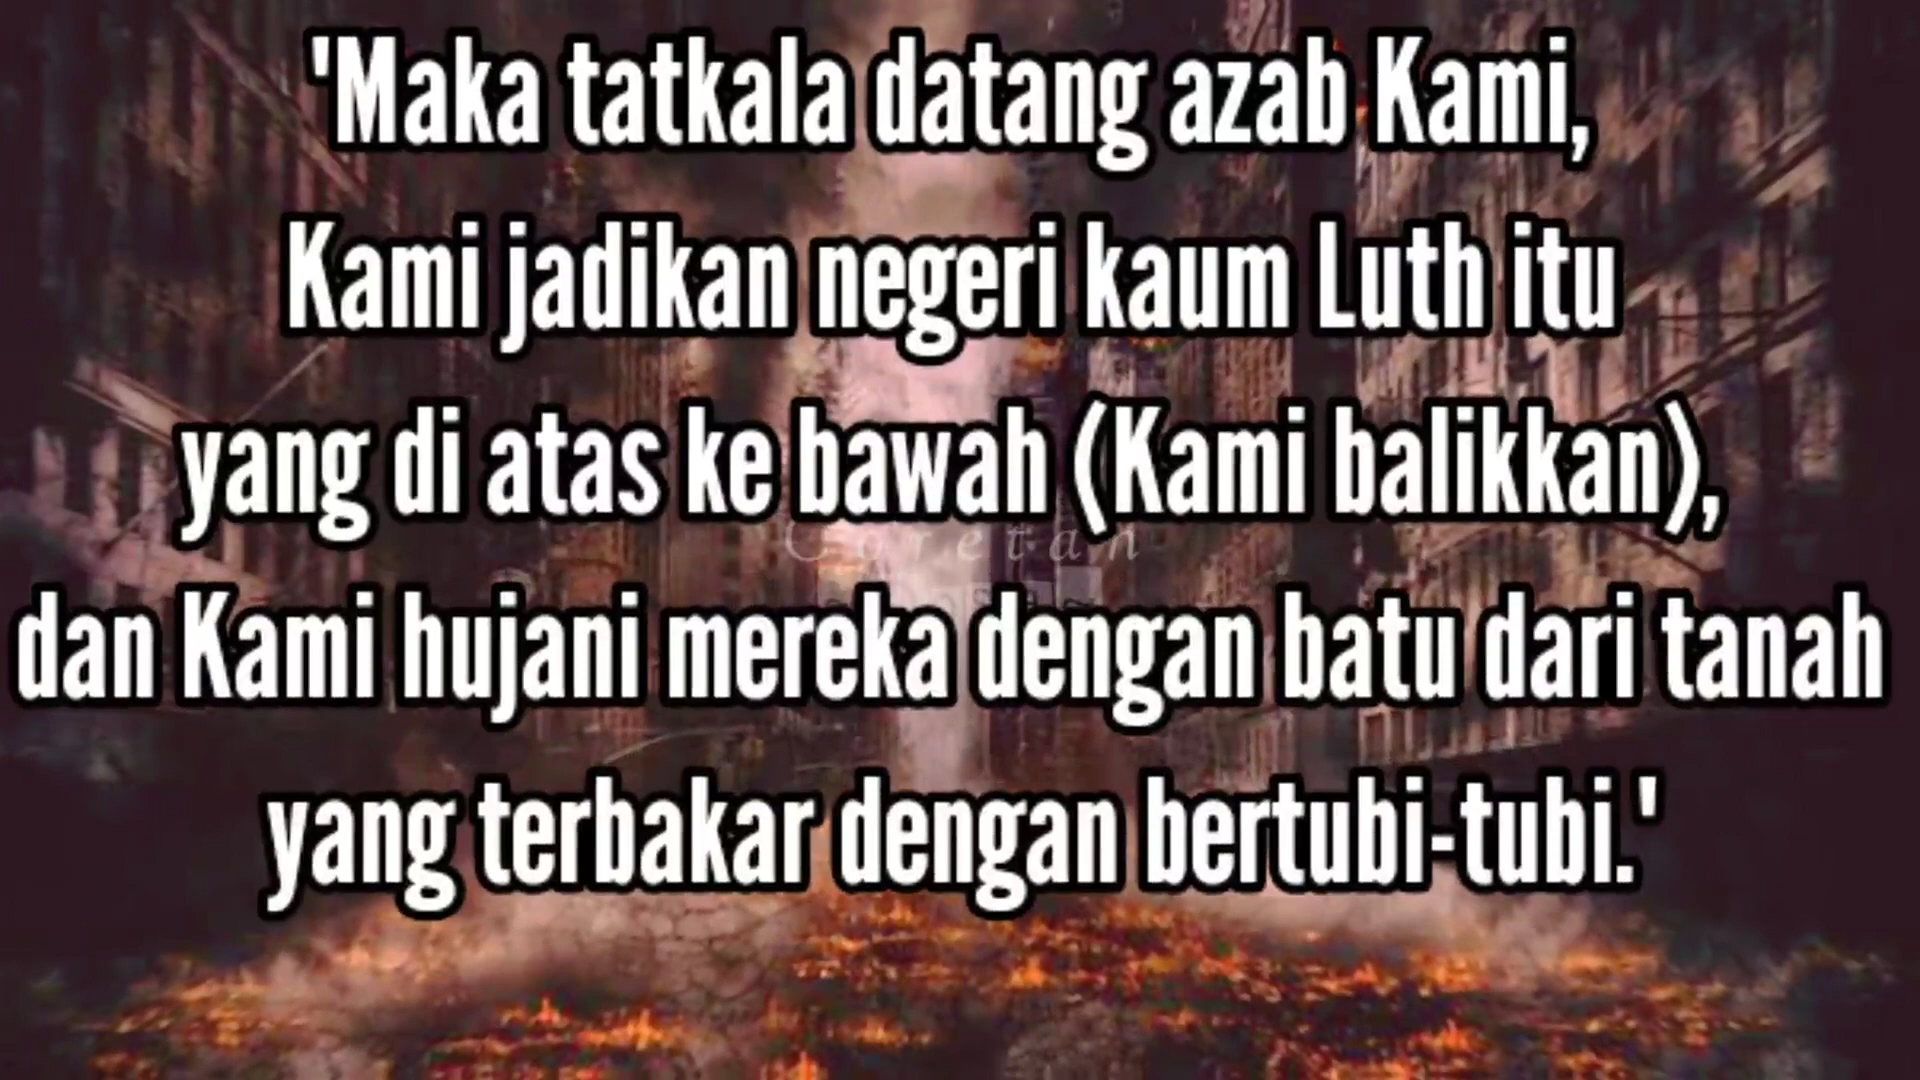 'Maka tatkala datang azab Kami,
Kami jadikan negeri kaum Luth itu
yang di atas ke bawah (Kami balikkan),
Coretan
dan Kami hujani mereka dengan batu dari tanah
yang terbakar dengan bertubi-tubi.'